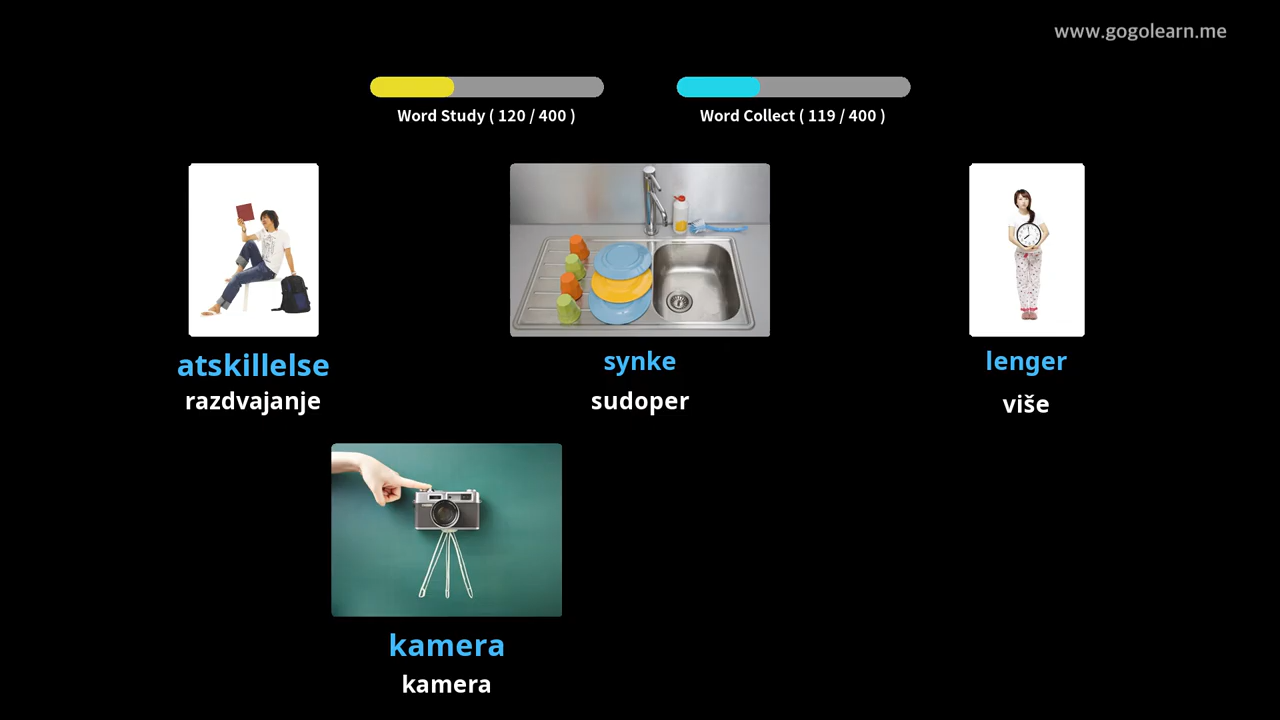 www.gogolearn.me
Word Study ( 120 / 400 )
Word Collect ( 119 / 400 )
atskillelse
razdvajanje
synke
sudoper
lenger
više
kamera
kamera